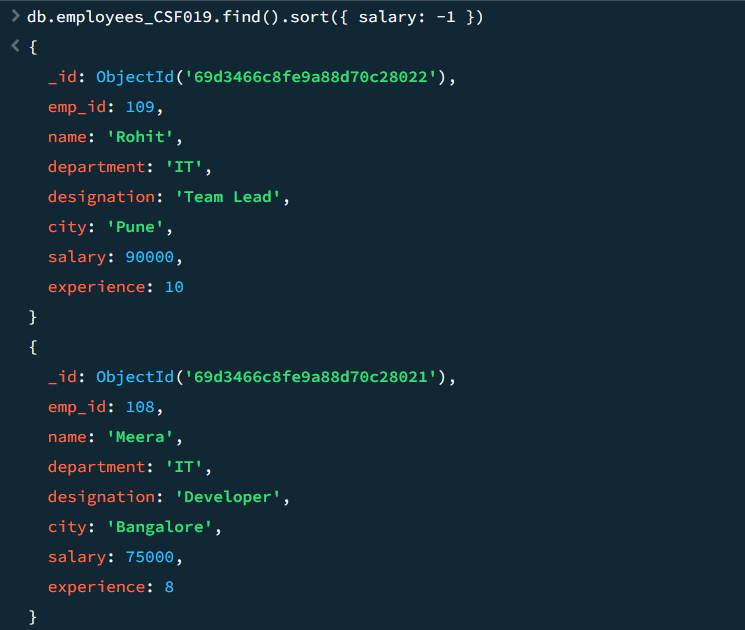 > db.employees_CSF019.find().sort({ salary: -1 })
< {
_id: ObjectId('69d3466c8fe9a88d70c28022'),
emp_id: 109,
name: 'Rohit',
department: 'IT',
designation: 'Team Lead',
city: 'Pune',
salary: 90000,
experience: 10
}
{
_id: ObjectId('69d3466c8fe9a88d70c28021'),
emp_id: 108,
name: 'Meera',
department: 'IT',
designation: 'Developer',
city: 'Bangalore',
salary: 75000,
experience: 8
}